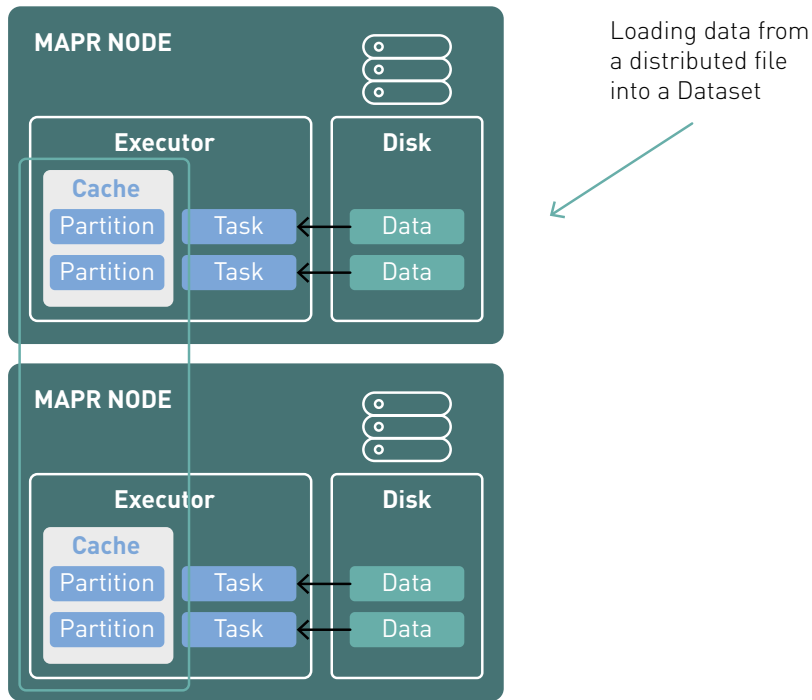 MAPR NODE
Loading data from
a distributed file
into a Dataset
Executor
Disk
Cache
Partition
Task
Data
Partition
Task
Data
MAPR NODE
Executor
Disk
Cache
Partition
Task
Data
Partition
Task
Data